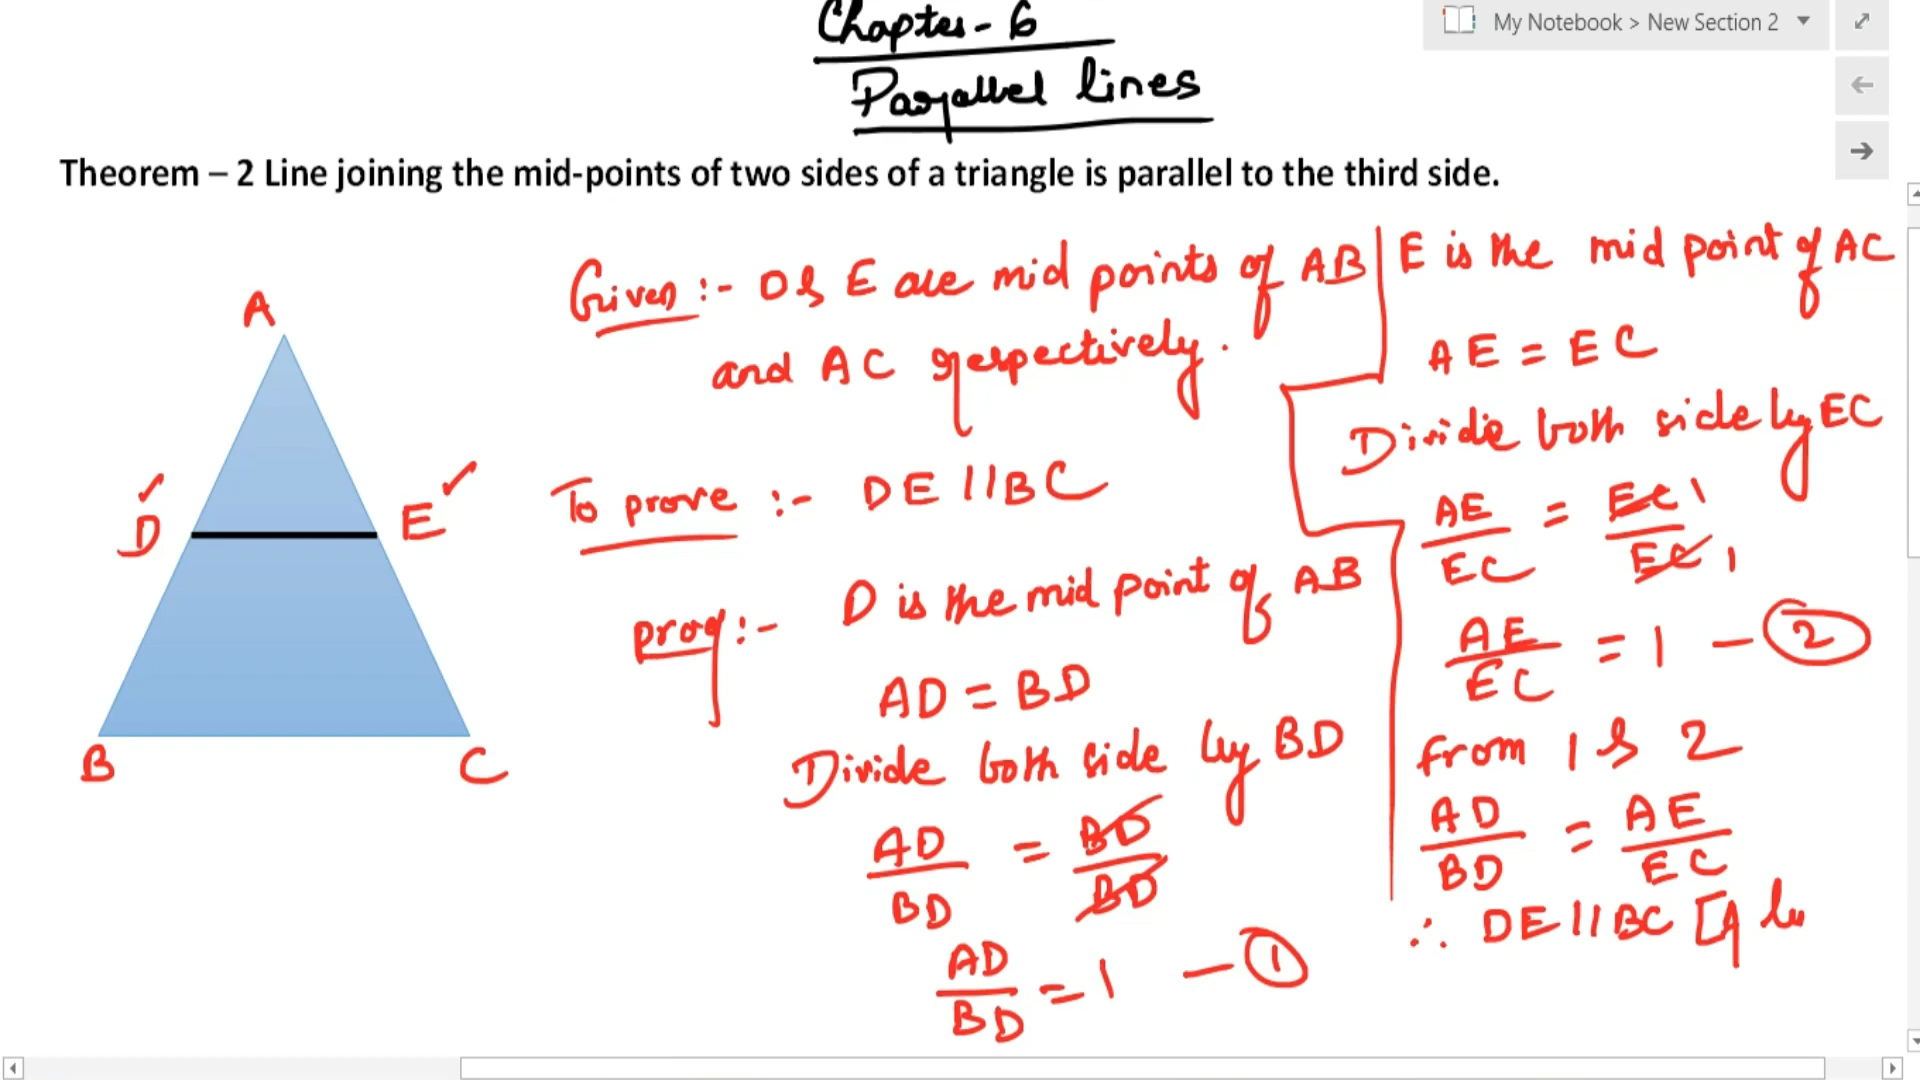 Chapter - 6
Parallel lines
My Notebook > New Section 2
Theorem – 2 Line joining the mid-points of two sides of a triangle is parallel to the third side.
A
D
E
B
C
Given :- D & E are mid points of AB
and AC respectively.
To prove :- DE || BC
proof :- D is the mid point of AB
AD = BD
Divide both side by BD
AD/BD = BD/BD
AD/BD = 1 — 1
E is the mid point of AC
AE = EC
Divide both side by EC
AE/EC = EC 1/EC 1
AE/EC = 1 — 2
from 1 & 2
AD/BD = AE/EC
∴ DE || BC [A